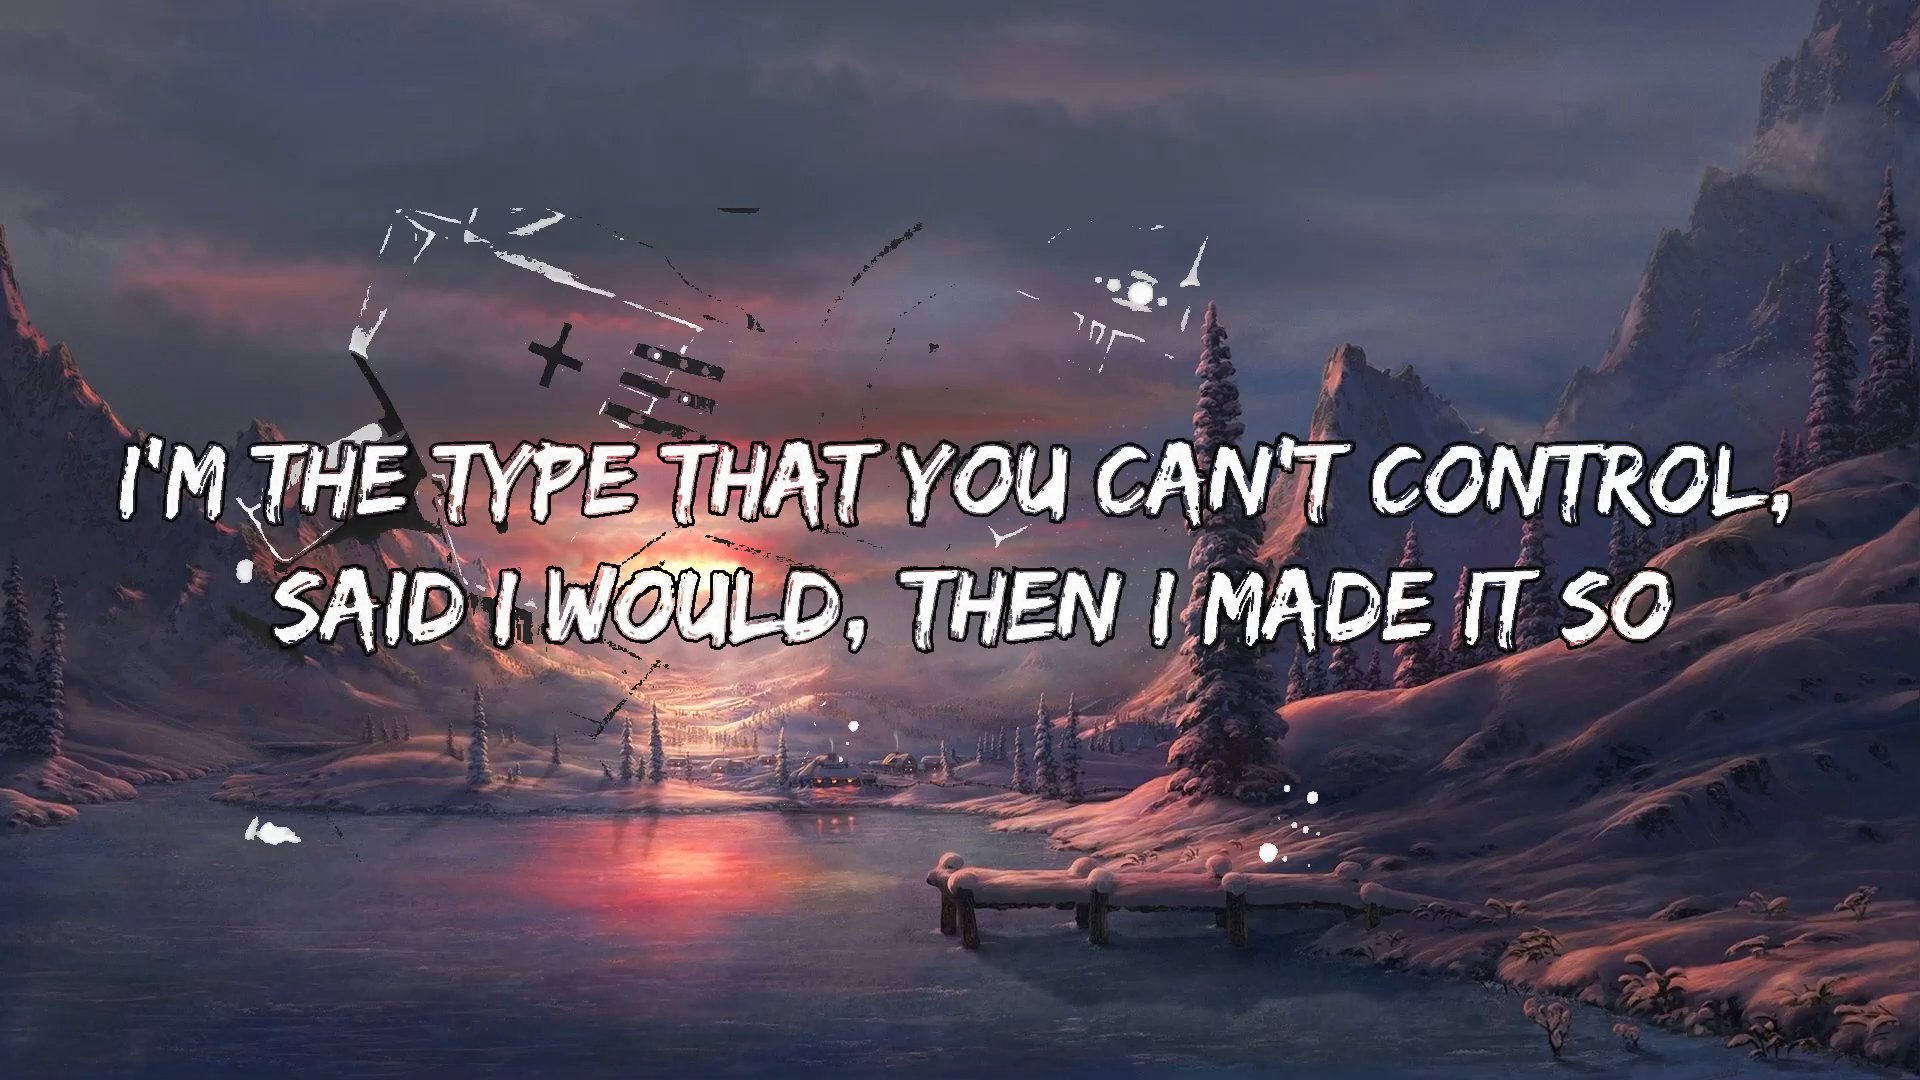 I'M THE TYPE THAT YOU CAN'T CONTROL,
SAID I WOULD, THEN I MADE IT SO